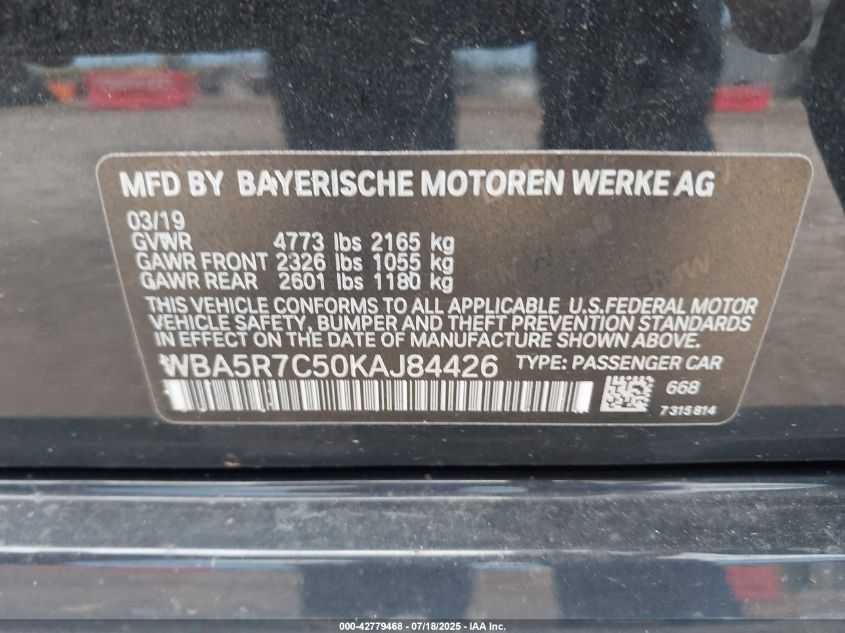 MFD BY BAYERISCHE MOTOREN WERKE AG
03/19
GVWR 4773 lbs 2165 kg
GAWR FRONT 2326 lbs 1055 kg
GAWR REAR 2601 lbs 1180 kg
THIS VEHICLE CONFORMS TO ALL APPLICABLE U.S.FEDERAL MOTOR
VEHICLE SAFETY, BUMPER AND THEFT PREVENTION STANDARDS
IN EFFECT ON THE DATE OF MANUFACTURE SHOWN ABOVE.
WBA5R7C50KAJ84426 TYPE: PASSENGER CAR
668
7315814
000-42779468 - 07/18/2025 - IAA Inc.